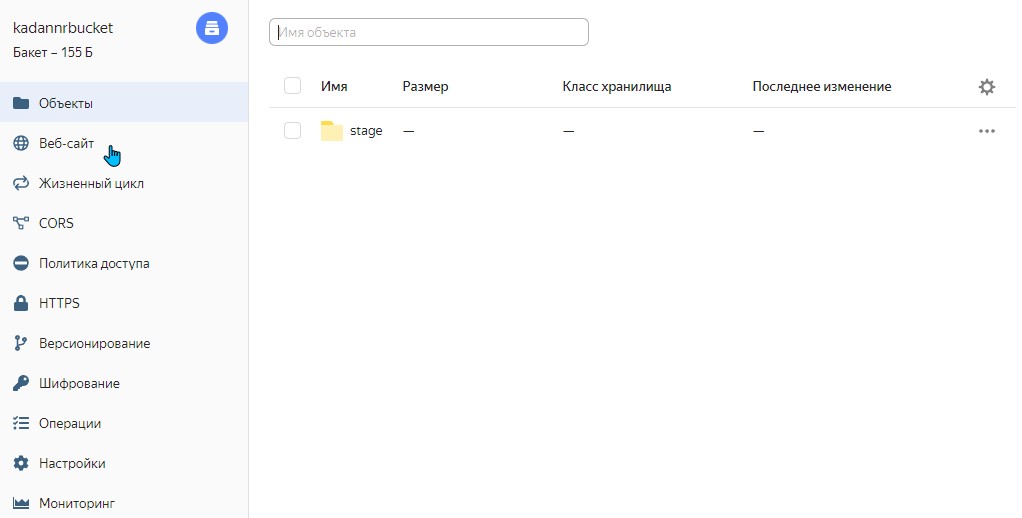 kadannrbucket
Бакет – 155 Б
Объекты
Веб-сайт
Жизненный цикл
CORS
Политика доступа
HTTPS
Версионирование
Шифрование
Операции
Настройки
Мониторинг
Имя объекта
Имя Размер Класс хранилища Последнее изменение
stage — — —